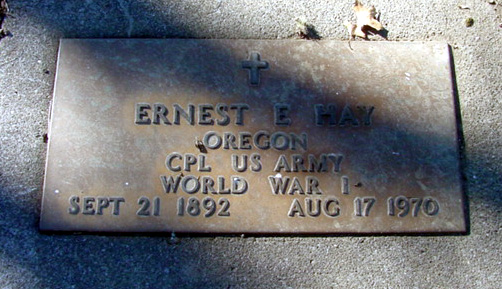 ERNEST E HAY
OREGON
CPL US ARMY
WORLD WAR I
SEPT 21 1892 AUG 17 1970